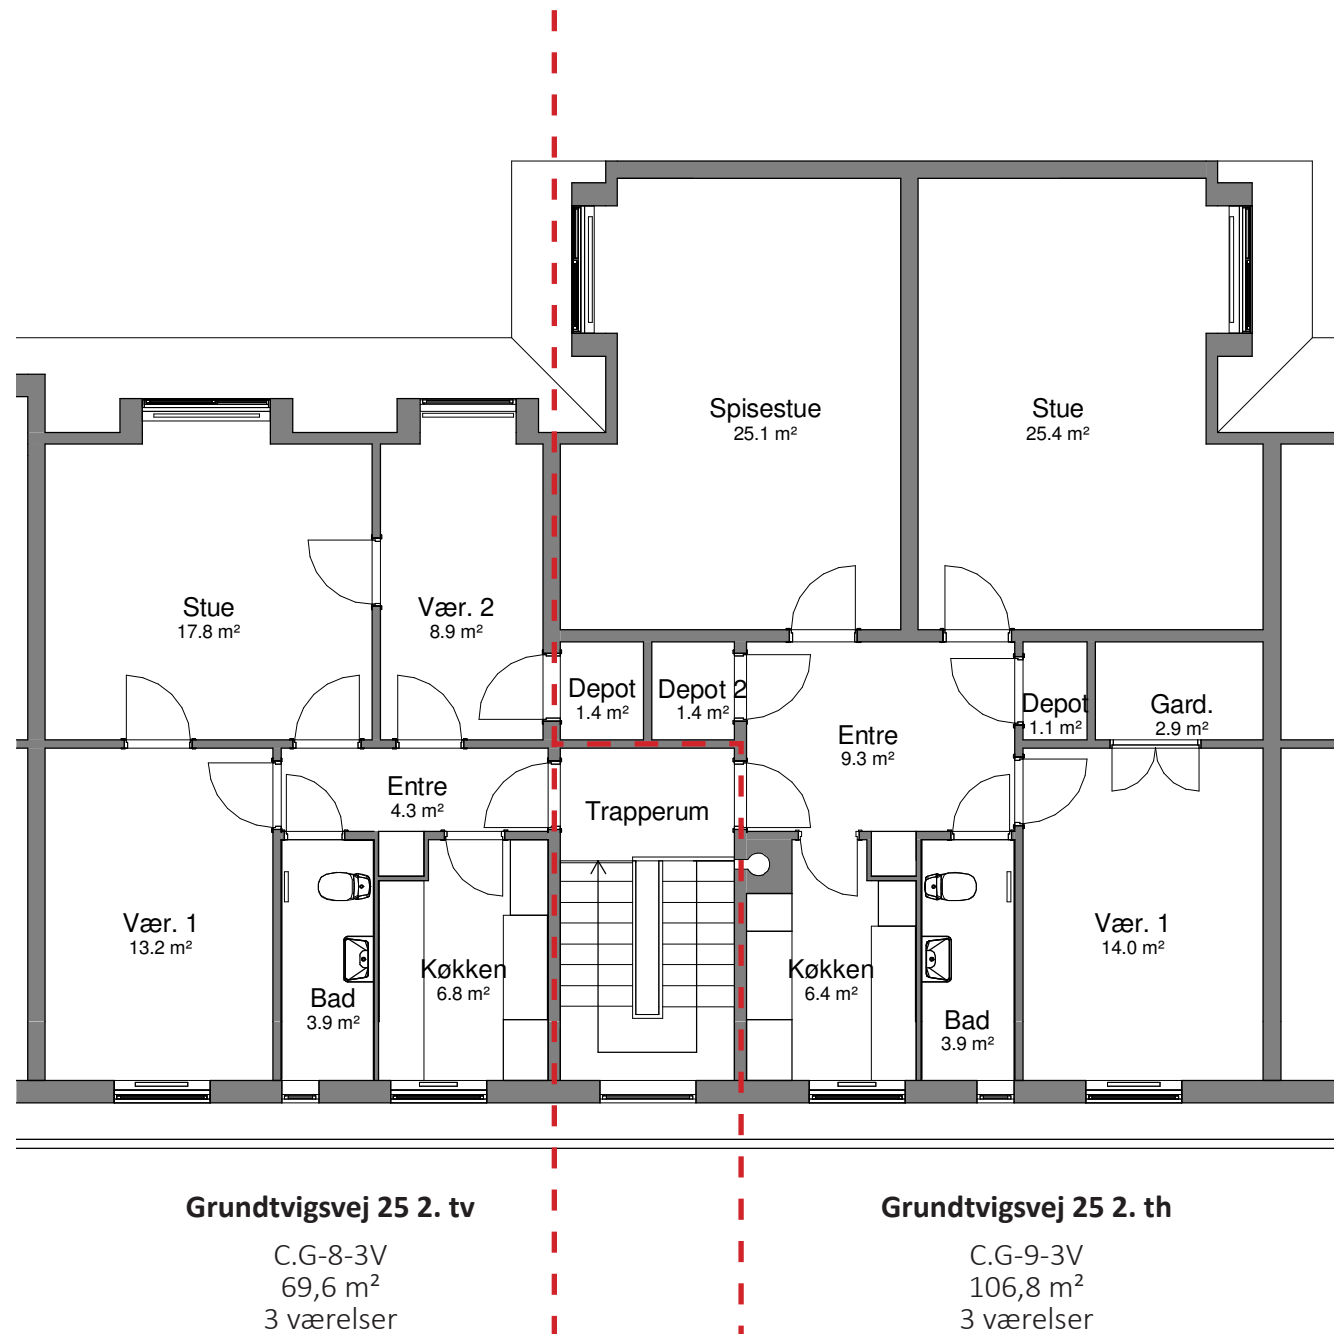 Spisestue
25.1 m²
Stue
25.4 m²
Stue
17.8 m²
Vær. 2
8.9 m²
Depot
1.4 m²
Depot 2
1.4 m²
Depot
1.1 m²
Gard.
2.9 m²
Entre
9.3 m²
Entre
4.3 m²
Trapperum
Vær. 1
13.2 m²
Vær. 1
14.0 m²
Køkken
6.8 m²
Køkken
6.4 m²
Bad
3.9 m²
Bad
3.9 m²
Grundtvigsvej 25 2. tv
C.G-8-3V
69,6 m²
3 værelser
Grundtvigsvej 25 2. th
C.G-9-3V
106,8 m²
3 værelser